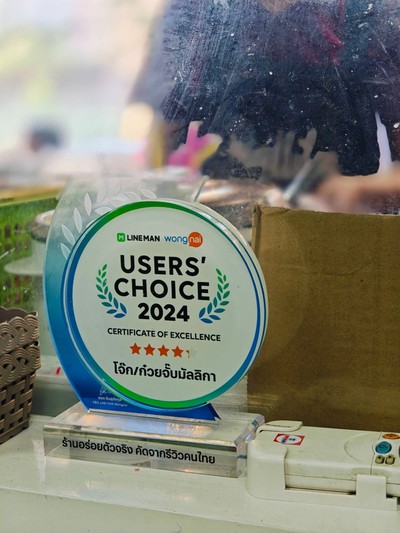 LINE MAN wongnai
USERS'
CHOICE
2024
CERTIFICATE OF EXCELLENCE
โจ๊ก/ก๋วยจั๊บมัลลิกา
ร้านอร่อยตัวจริง คัดจากรีวิวคนไทย